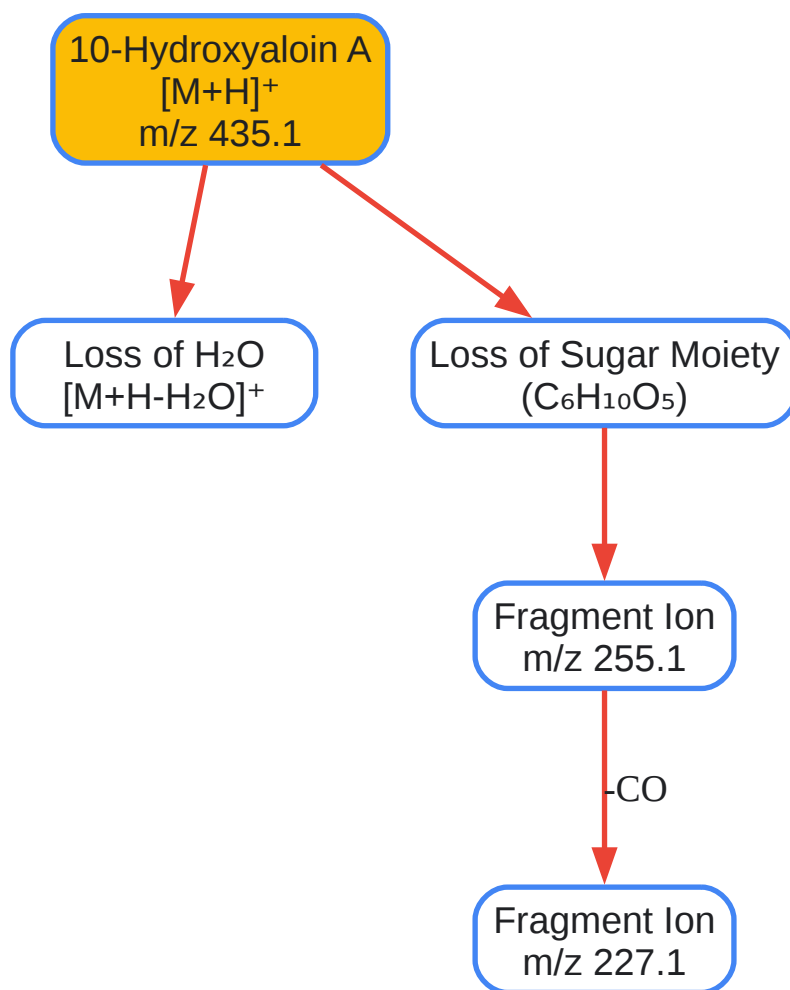 10-Hydroxyaloin A
[M+H]⁺
m/z 435.1
Loss of H₂O
[M+H-H₂O]⁺
Loss of Sugar Moiety
(C₆H₁₀O₅)
Fragment Ion
m/z 255.1
-CO
Fragment Ion
m/z 227.1